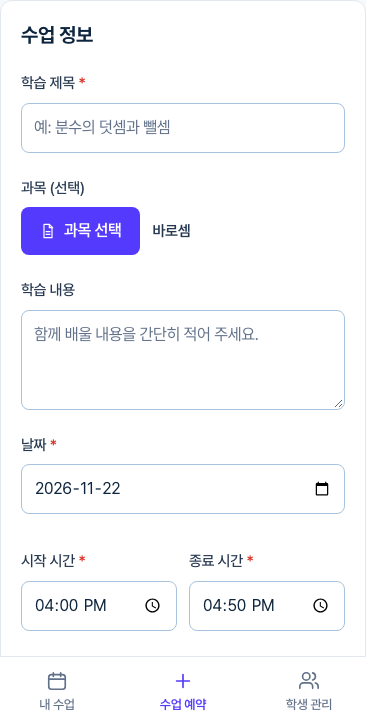 수업 정보
학습 제목 *
예: 분수의 덧셈과 뺄셈
과목 (선택)
과목 선택 바로셈
학습 내용
함께 배울 내용을 간단히 적어 주세요.
날짜 *
2026-11-22
시작 시간 * 종료 시간 *
04:00 PM 04:50 PM
내 수업 수업 예약 학생 관리